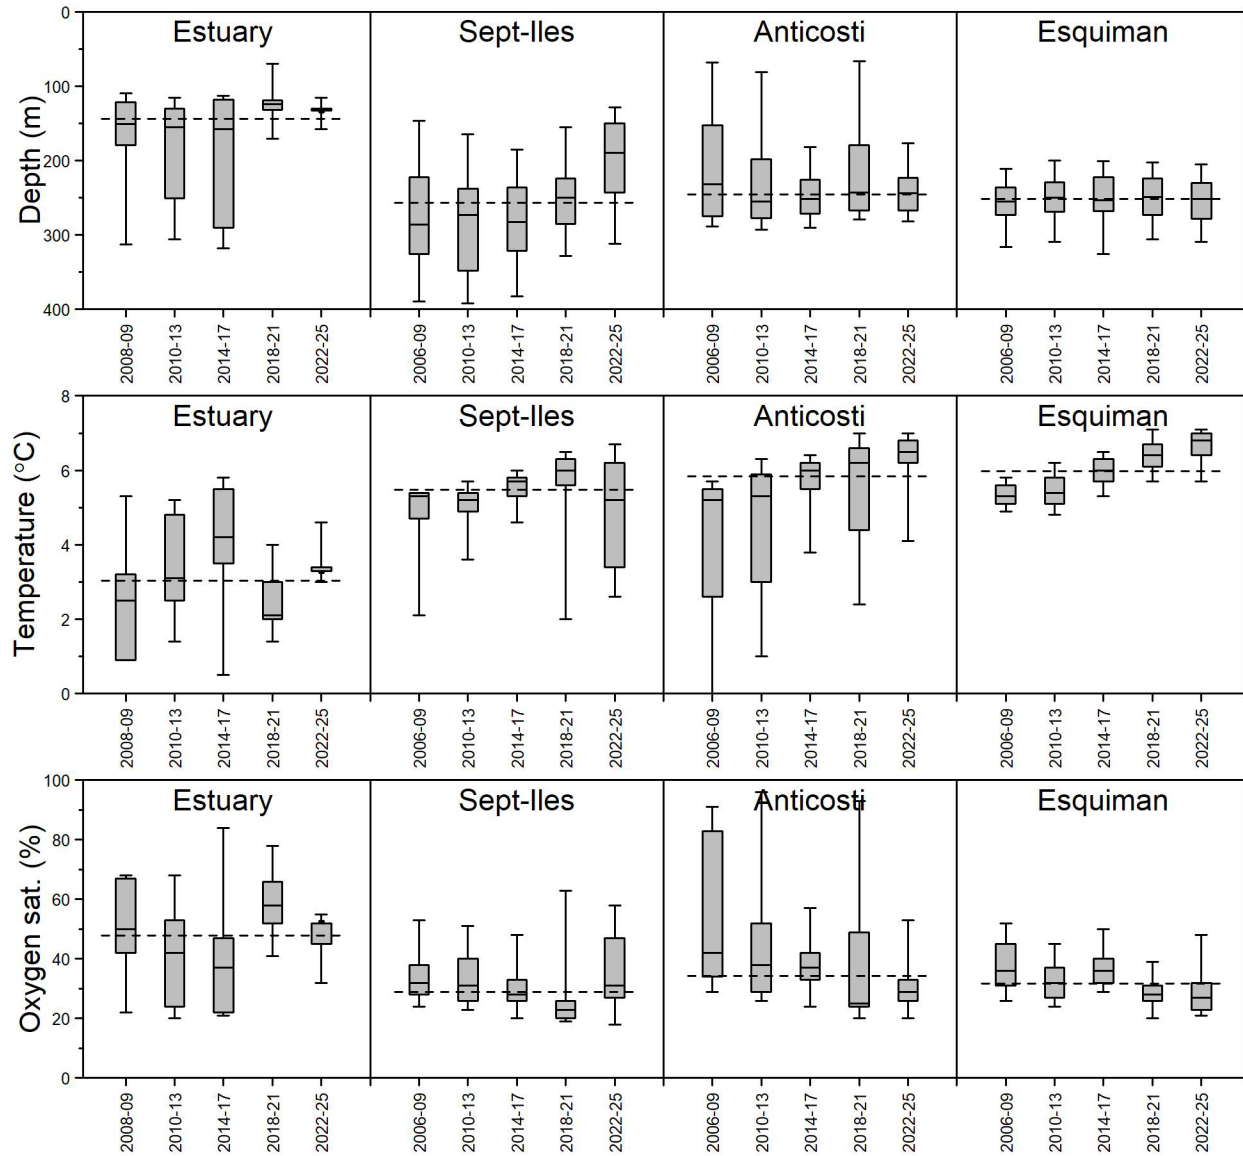 Estuary Sept-Iles Anticosti Esquiman
Depth (m)
0
100
200
300
400
2008-09 2010-13 2014-17 2018-21 2022-25 2006-09 2010-13 2014-17 2018-21 2022-25 2006-09 2010-13 2014-17 2018-21 2022-25 2006-09 2010-13 2014-17 2018-21 2022-25
Estuary Sept-Iles Anticosti Esquiman
Temperature (°C)
8
6
4
2
0
2008-09 2010-13 2014-17 2018-21 2022-25 2006-09 2010-13 2014-17 2018-21 2022-25 2006-09 2010-13 2014-17 2018-21 2022-25 2006-09 2010-13 2014-17 2018-21 2022-25
Estuary Sept-Iles Anticosti Esquiman
Oxygen sat. (%)
100
80
60
40
20
0
2008-09 2010-13 2014-17 2018-21 2022-25 2006-09 2010-13 2014-17 2018-21 2022-25 2006-09 2010-13 2014-17 2018-21 2022-25 2006-09 2010-13 2014-17 2018-21 2022-25